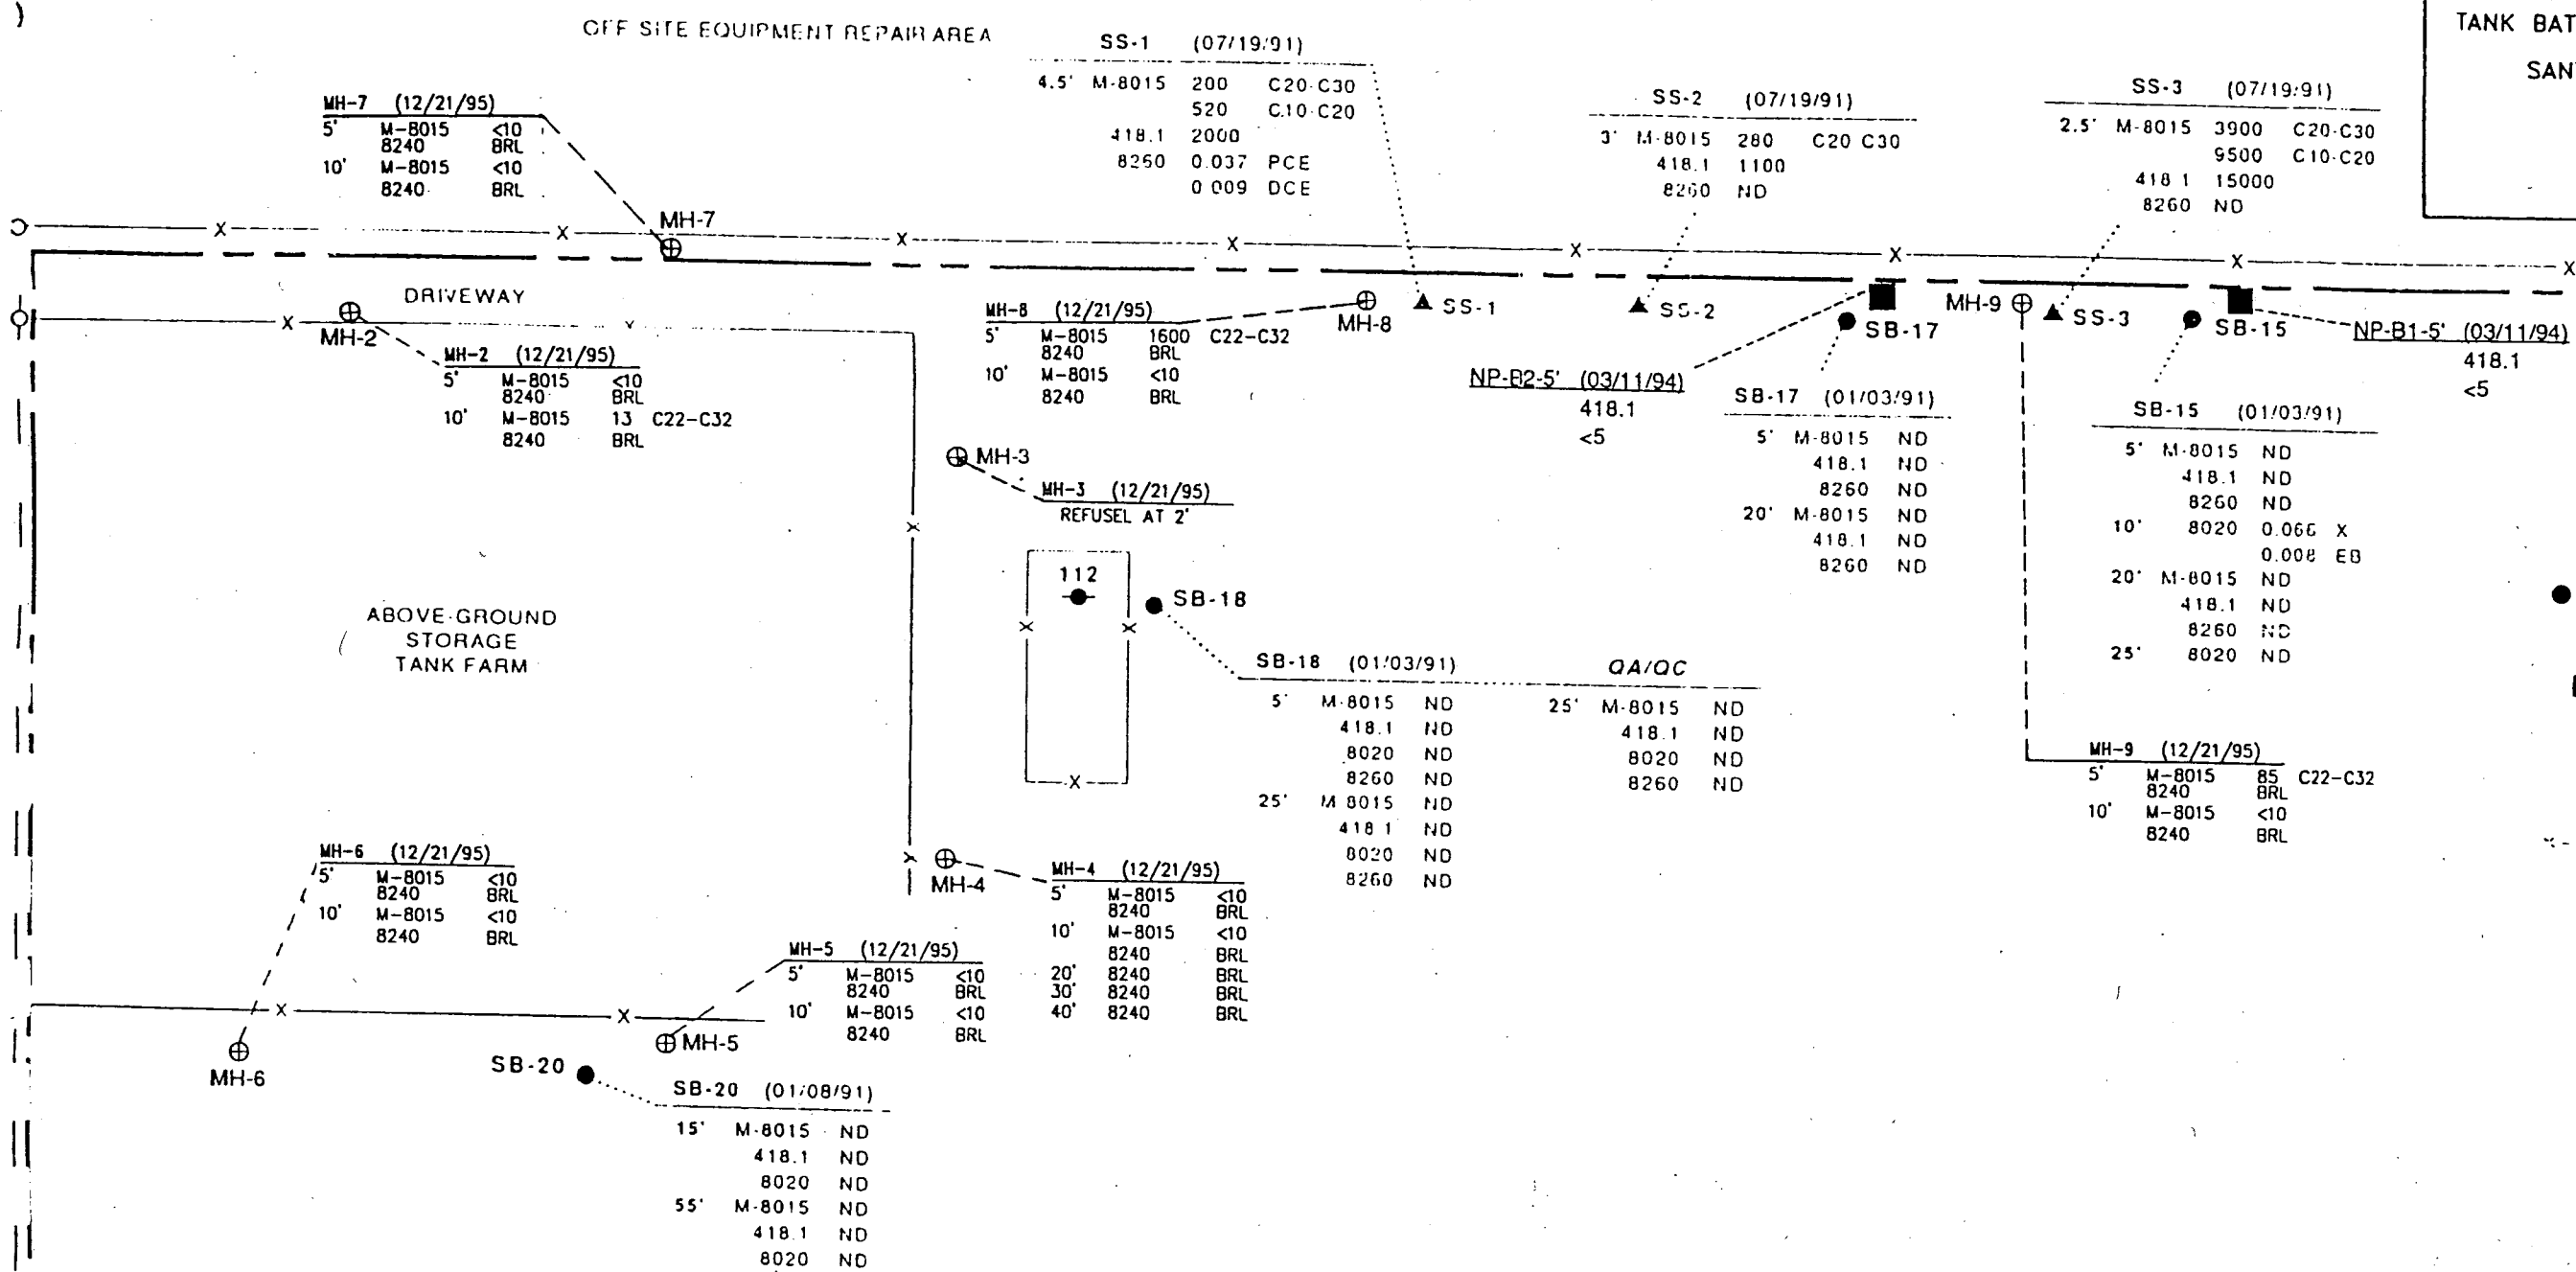 OFF SITE EQUIPMENT REPAIR AREA
TANK BAT
SAN
SS-1 (07/19/91)
4.5' M-8015 200 C20-C30
520 C10-C20
418.1 2000
8260 0.037 PCE
0.009 DCE
SS-2 (07/19/91)
3' M-8015 280 C20 C30
418.1 1100
8260 ND
SS-3 (07/19/91)
2.5' M-8015 3900 C20-C30
9500 C10-C20
418 1 15000
8260 ND
MH-7 (12/21/95)
5' M-8015 <10
8240 BRL
10' M-8015 <10
8240 BRL
MH-7
DRIVEWAY
MH-2
MH-2 (12/21/95)
5' M-8015 <10
8240 BRL
10' M-8015 13 C22-C32
8240 BRL
MH-8 (12/21/95)
5' M-8015 1600 C22-C32
8240 BRL
10' M-8015 <10
8240 BRL
MH-8
SS-1
SS-2
SB-17
MH-9
SS-3
SB-15
NP-B1-5' (03/11/94)
418.1
<5
NP-B2-5' (03/11/94)
418.1
<5
SB-17 (01/03/91)
5' M-8015 ND
418.1 ND
8260 ND
20' M-8015 ND
418.1 ND
8260 ND
SB-15 (01/03/91)
5' M-8015 ND
418.1 ND
8260 ND
10' 8020 0.066 X
0.008 EB
20' M-8015 ND
418.1 ND
8260 ND
25' 8020 ND
MH-3
MH-3 (12/21/95)
REFUSEL AT 2'
112
SB-18
ABOVE-GROUND
STORAGE
TANK FARM
SB-18 (01/03/91) QA/QC
5' M-8015 ND 25' M-8015 ND
418.1 ND 418.1 ND
8020 ND 8020 ND
8260 ND 8260 ND
25' M 8015 ND
418 1 ND
8020 ND
8260 ND
MH-9 (12/21/95)
5' M-8015 85 C22-C32
8240 BRL
10' M-8015 <10
8240 BRL
MH-6 (12/21/95)
5' M-8015 <10
8240 BRL
10' M-8015 <10
8240 BRL
MH-4
MH-4 (12/21/95)
5' M-8015 <10
8240 BRL
10' M-8015 <10
8240 BRL
20' 8240 BRL
30' 8240 BRL
40' 8240 BRL
MH-5 (12/21/95)
5' M-8015 <10
8240 BRL
10' M-8015 <10
8240 BRL
MH-6
MH-5
SB-20
SB-20 (01/08/91)
15' M-8015 ND
418.1 ND
8020 ND
55' M-8015 ND
418.1 ND
8020 ND